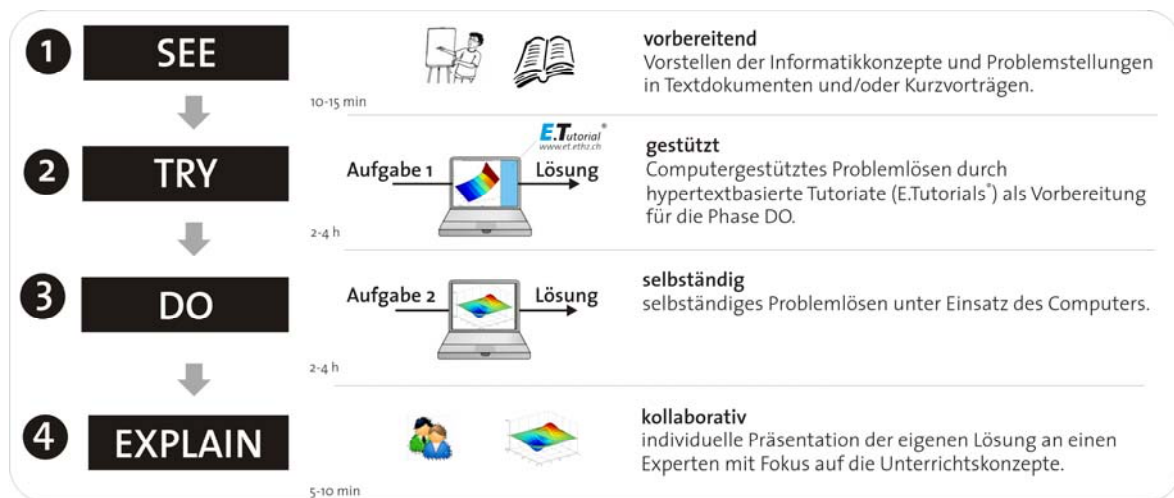 1
SEE
vorbereitend
Vorstellen der Informatikkonzepte und Problemstellungen
in Textdokumenten und/oder Kurzvorträgen.
10-15 min
2
TRY
E.Tutorial®
www.et.ethz.ch
Aufgabe 1
Lösung
gestützt
Computergestütztes Problemlösen durch
hypertextbasierte Tutoriate (E.Tutorials®) als Vorbereitung
für die Phase DO.
2-4 h
3
DO
Aufgabe 2
Lösung
selbständig
selbständiges Problemlösen unter Einsatz des Computers.
2-4 h
4
EXPLAIN
kollaborativ
individuelle Präsentation der eigenen Lösung an einen
Experten mit Fokus auf die Unterrichtskonzepte.
5-10 min